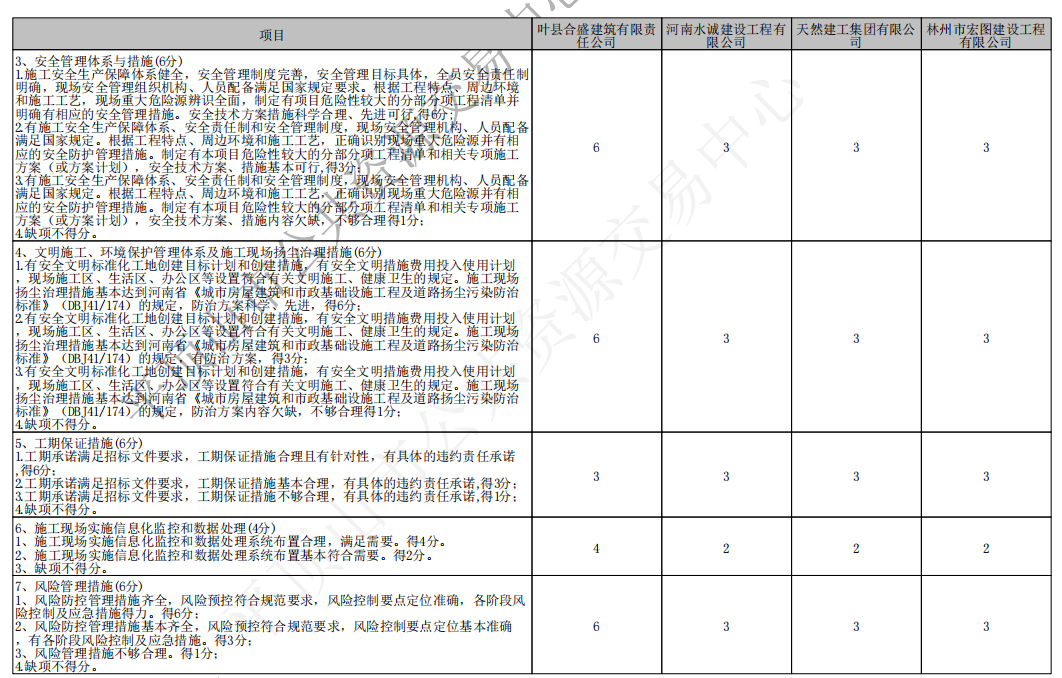 项目
叶县合盛建筑有限责
任公司
河南水诚建设工程有
限公司
天然建工集团有限公
司
林州市宏图建设工程
有限公司
3、安全管理体系与措施(6分)
1.施工安全生产保障体系健全，安全管理制度完善，安全管理目标具体，全员安全责任制
明确，现场安全管理组织机构、人员配备满足国家规定要求。根据工程特点、周边环境
和施工工艺，现场重大危险源辨识全面，制定有项目危险性较大的分部分项工程清单并
明确有相应的安全管理措施。安全技术方案措施科学合理、先进可行,得6分；
2.有施工安全生产保障体系、安全责任制和安全管理制度，现场安全管理机构、人员配备
满足国家规定。根据工程特点、周边环境和施工工艺，正确识别现场重大危险源并有相
应的安全防护管理措施。制定有本项目危险性较大的分部分项工程清单和相关专项施工
方案（或方案计划），安全技术方案、措施基本可行,得3分；
3.有施工安全生产保障体系、安全责任制和安全管理制度，现场安全管理机构、人员配备
满足国家规定。根据工程特点、周边环境和施工工艺，正确识别现场重大危险源并有相
应的安全防护管理措施。制定有本项目危险性较大的分部分项工程清单和相关专项施工
方案（或方案计划），安全技术方案、措施内容欠缺，不够合理得1分；
4.缺项不得分。
6
3
3
3
4、文明施工、环境保护管理体系及施工现场扬尘治理措施(6分)
1.有安全文明标准化工地创建目标计划和创建措施，有安全文明措施费用投入使用计划
，现场施工区、生活区、办公区等设置符合有关文明施工、健康卫生的规定。施工现场
扬尘治理措施基本达到河南省《城市房屋建筑和市政基础设施工程及道路扬尘污染防治
标准》（DBJ41/174）的规定，防治方案科学、先进，得6分；
2.有安全文明标准化工地创建目标计划和创建措施，有安全文明措施费用投入使用计划
，现场施工区、生活区、办公区等设置符合有关文明施工、健康卫生的规定。施工现场
扬尘治理措施基本达到河南省《城市房屋建筑和市政基础设施工程及道路扬尘污染防治
标准》（DBJ41/174）的规定，有防治方案，得3分；
3.有安全文明标准化工地创建目标计划和创建措施，有安全文明措施费用投入使用计划
，现场施工区、生活区、办公区等设置符合有关文明施工、健康卫生的规定。施工现场
扬尘治理措施基本达到河南省《城市房屋建筑和市政基础设施工程及道路扬尘污染防治
标准》（DBJ41/174）的规定，防治方案内容欠缺，不够合理得1分；
4.缺项不得分。
6
3
3
3
5、工期保证措施(6分)
1.工期承诺满足招标文件要求，工期保证措施合理且有针对性，有具体的违约责任承诺
,得6分；
2.工期承诺满足招标文件要求，工期保证措施基本合理，有具体的违约责任承诺,得3分；
3.工期承诺满足招标文件要求，工期保证措施不够合理，有具体的违约责任承诺,得1分；
4.缺项不得分。
3
3
3
3
6、施工现场实施信息化监控和数据处理(4分)
1、施工现场实施信息化监控和数据处理系统布置合理，满足需要。得4分。
2、施工现场实施信息化监控和数据处理系统布置基本符合需要。得2分。
3、缺项不得分。
4
2
2
2
7、风险管理措施(6分)
1、风险防控管理措施齐全，风险预控符合规范要求，风险控制要点定位准确，各阶段风
险控制及应急措施得力。得6分；
2、风险防控管理措施基本齐全，风险预控符合规范要求，风险控制要点定位基本准确
，有各阶段风险控制及应急措施。得3分；
3、风险管理措施不够合理。得1分；
4.缺项不得分。
6
3
3
3
平顶山市公共资源交易中心
平顶山市公共资源交易中心